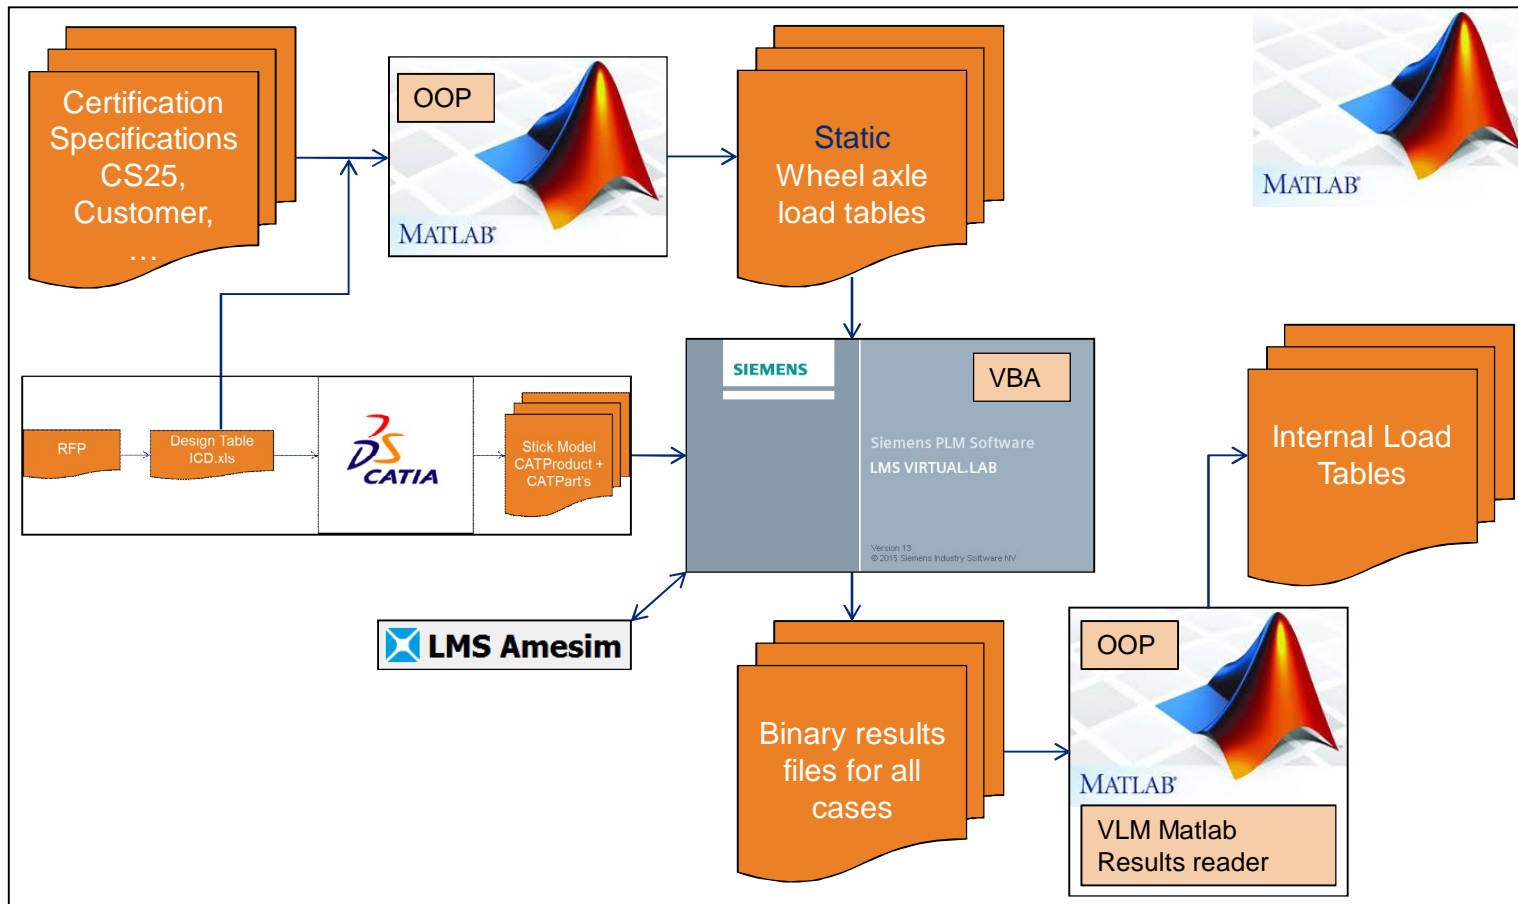 Certification
Specifications
CS25,
Customer,
...
OOP
MATLAB®
Static
Wheel axle
load tables
MATLAB®
RFP
Design Table
ICD.xls
DS
CATIA
Stick Model
CATProduct +
CATPart's
SIEMENS
VBA
Siemens PLM Software
LMS VIRTUAL.LAB
Version 13
© 2015 Siemens Industry Software NV
Internal Load
Tables
LMS Amesim
Binary results
files for all
cases
OOP
MATLAB®
VLM Matlab
Results reader